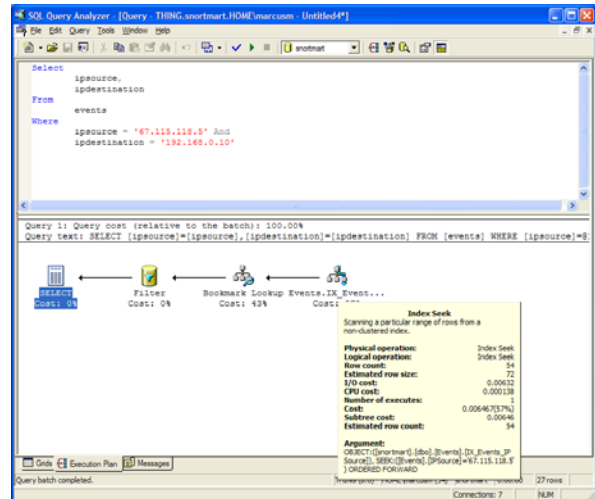 SQL Query Analyzer - [Query - THING.snortmart.HOME\marcusm - Untitled4*]
File Edit Query Tools Window Help
snortmart
Select
ipsource,
ipdestination
From
events
Where
ipsource = '67.115.118.5' And
ipdestination = '192.168.0.10'
Query 1: Query cost (relative to the batch): 100.00%
Query text: SELECT [ipsource]=[ipsource],[ipdestination]=[ipdestination] FROM [events] WHERE [ipsource]=@
SELECT
Cost: 0%
Filter
Cost: 0%
Bookmark Lookup
Cost: 43%
Events.IX_Event...
Cost:
Index Seek
Scanning a particular range of rows from a
non-clustered index.
Physical operation: Index Seek
Logical operation: Index Seek
Row count: 54
Estimated row size: 72
I/O cost: 0.00632
CPU cost: 0.000138
Number of executes: 1
Cost: 0.006467(57%)
Subtree cost: 0.00646
Estimated row count: 54
Argument:
OBJECT:([snortmart].[dbo].[Events].[IX_Events_IP
Source]), SEEK:([Events].[IPSource]='67.115.118.5'
) ORDERED FORWARD
Grids Execution Plan Messages
Query batch completed. 27 rows
Connections: 7 NUM